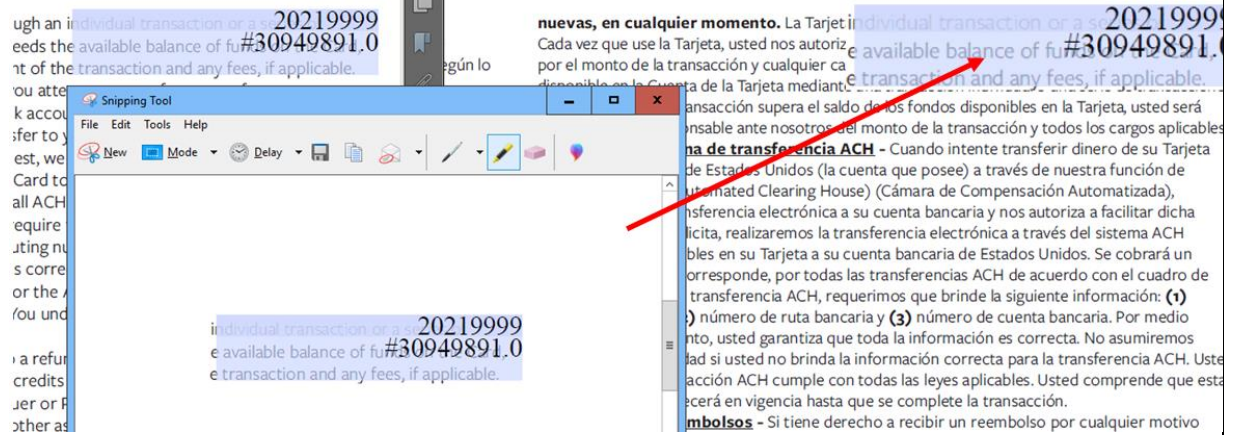 ugh an individual transaction or a se
20219999
#30949891.0
eeds the available balance of fu Card,
nt of the transaction and any fees, if applicable.
ou atte
k accou
sfer to y
est, we
Card to
all ACH
equire
uting nu
s corre
or the
You und
a refun
credits
uer or
other as
según lo
Snipping Tool
File Edit Tools Help
New Mode Delay
individual transaction or a se
20219999
#30949891.0
e available balance of fu Card,
e transaction and any fees, if applicable.
nuevas, en cualquier momento. La Tarjet
Cada vez que use la Tarjeta, usted nos autoriz
por el monto de la transacción y cualquier ca
individual transaction or a se
20219999
#30949891.0
e available balance of fu Card,
e transaction and any fees, if applicable.
disponible en la Cuenta de la Tarjeta mediante
ansacción supera el saldo de los fondos disponibles en la Tarjeta, usted será
onsable ante nosotros del monto de la transacción y todos los cargos aplicables
ma de transferencia ACH - Cuando intente transferir dinero de su Tarjeta
de Estados Unidos (la cuenta que posee) a través de nuestra función de
utomated Clearing House) (Cámara de Compensación Automatizada),
nsferencia electrónica a su cuenta bancaria y nos autoriza a facilitar dicha
licita, realizaremos la transferencia electrónica a través del sistema ACH
bles en su Tarjeta a su cuenta bancaria de Estados Unidos. Se cobrará un
orresponde, por todas las transferencias ACH de acuerdo con el cuadro de
transferencia ACH, requerimos que brinde la siguiente información: (1)
) número de ruta bancaria y (3) número de cuenta bancaria. Por medio
nto, usted garantiza que toda la información es correcta. No asumiremos
dad si usted no brinda la información correcta para la transferencia ACH. Uste
acción ACH cumple con todas las leyes aplicables. Usted comprende que esta
ecerá en vigencia hasta que se complete la transacción.
mbolsos - Si tiene derecho a recibir un reembolso por cualquier motivo